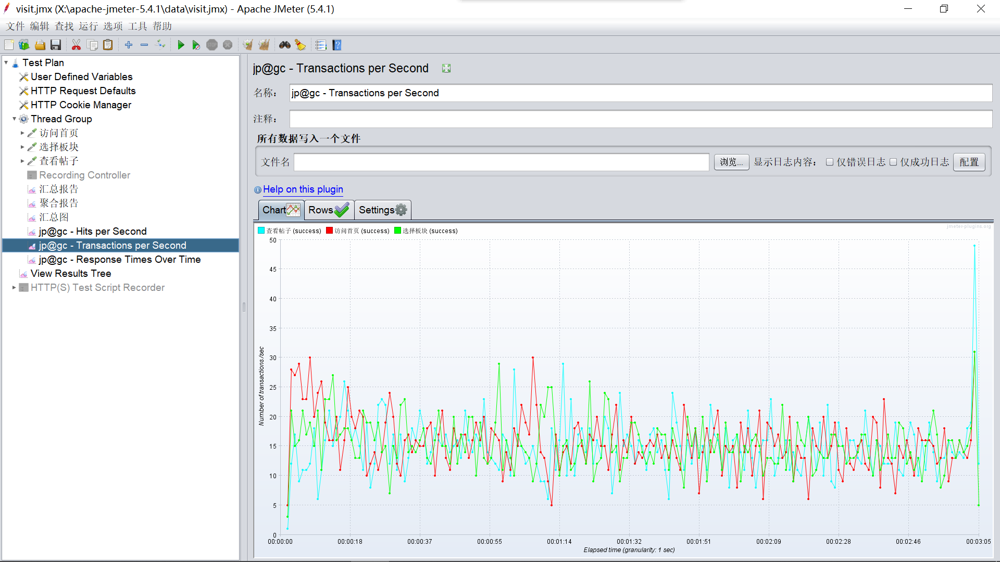 visit.jmx (X:\apache-jmeter-5.4.1\data\visit.jmx) - Apache JMeter (5.4.1)
文件 编辑 查找 运行 选项 工具 帮助
STOP
Test Plan
User Defined Variables
HTTP Request Defaults
HTTP Cookie Manager
Thread Group
访问首页
选择板块
查看帖子
Recording Controller
汇总报告
聚合报告
汇总图
jp@gc - Hits per Second
jp@gc - Transactions per Second
jp@gc - Response Times Over Time
View Results Tree
HTTP(S) Test Script Recorder
jp@gc - Transactions per Second
名称： jp@gc - Transactions per Second
注释：
所有数据写入一个文件
文件名 浏览... 显示日志内容： 仅错误日志 仅成功日志 配置
Help on this plugin
Chart Rows Settings
查看帖子 (success) 访问首页 (success) 选择板块 (success)
jmeter-plugins.org
50
45
40
35
30
25
20
15
10
5
0
Number of transactions /sec
00:00:00 00:00:18 00:00:37 00:00:55 00:01:14 00:01:32 00:01:51 00:02:09 00:02:28 00:02:46 00:03:05
Elapsed time (granularity: 1 sec)